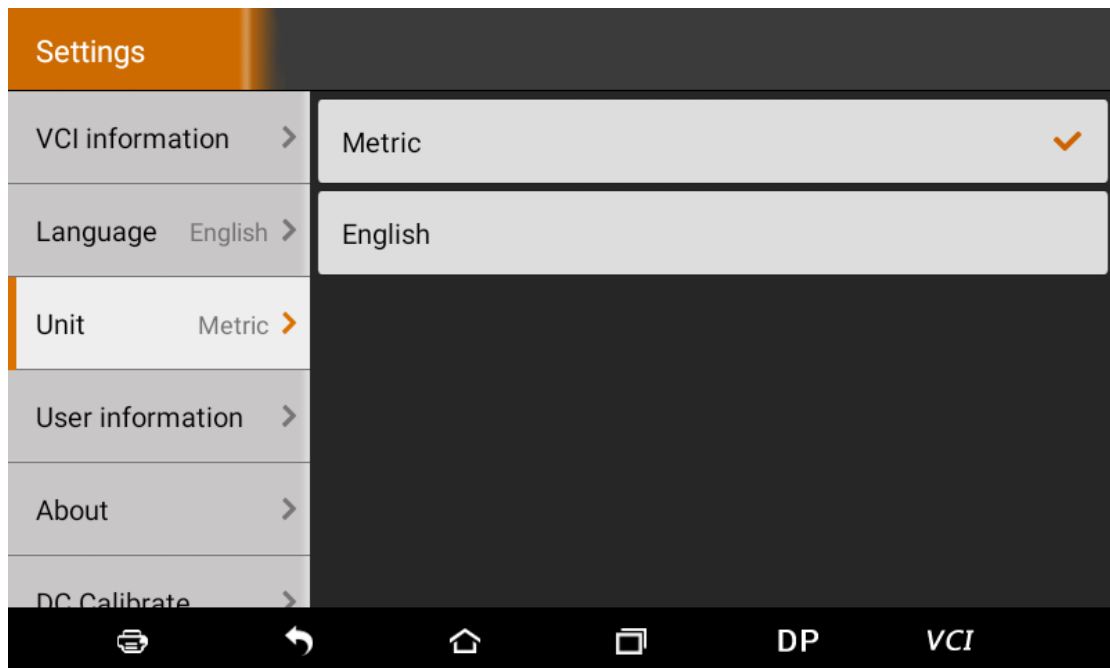 Settings
VCI information
Metric
Language English
English
Unit Metric
User information
About
DC Calibrate
DP VCI